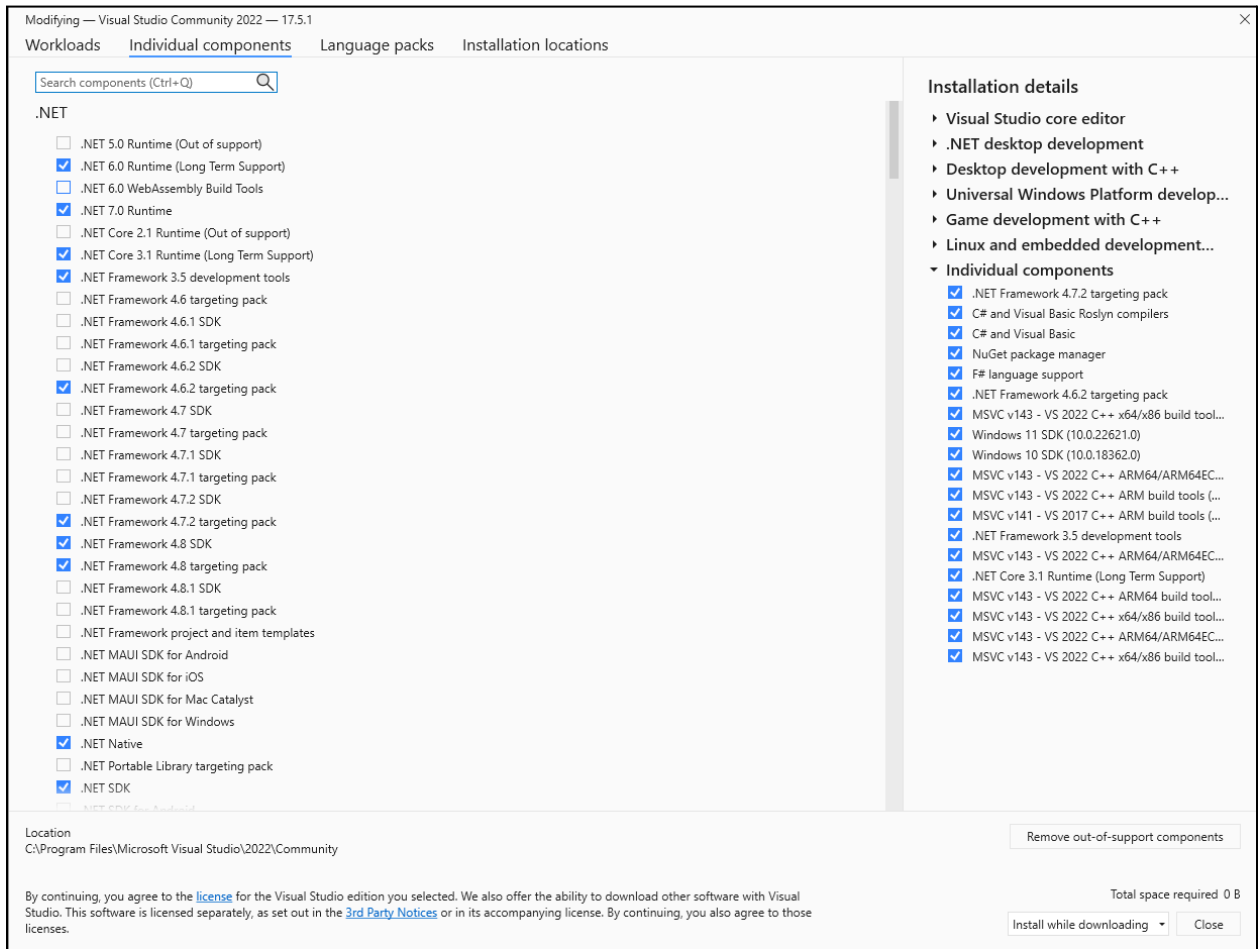 Modifying — Visual Studio Community 2022 — 17.5.1
Workloads Individual components Language packs Installation locations
Search components (Ctrl+Q)
.NET
.NET 5.0 Runtime (Out of support)
.NET 6.0 Runtime (Long Term Support)
.NET 6.0 WebAssembly Build Tools
.NET 7.0 Runtime
.NET Core 2.1 Runtime (Out of support)
.NET Core 3.1 Runtime (Long Term Support)
.NET Framework 3.5 development tools
.NET Framework 4.6 targeting pack
.NET Framework 4.6.1 SDK
.NET Framework 4.6.1 targeting pack
.NET Framework 4.6.2 SDK
.NET Framework 4.6.2 targeting pack
.NET Framework 4.7 SDK
.NET Framework 4.7 targeting pack
.NET Framework 4.7.1 SDK
.NET Framework 4.7.1 targeting pack
.NET Framework 4.7.2 SDK
.NET Framework 4.7.2 targeting pack
.NET Framework 4.8 SDK
.NET Framework 4.8 targeting pack
.NET Framework 4.8.1 SDK
.NET Framework 4.8.1 targeting pack
.NET Framework project and item templates
.NET MAUI SDK for Android
.NET MAUI SDK for iOS
.NET MAUI SDK for Mac Catalyst
.NET MAUI SDK for Windows
.NET Native
.NET Portable Library targeting pack
.NET SDK
.NET SDK for Android
Installation details
Visual Studio core editor
.NET desktop development
Desktop development with C++
Universal Windows Platform develop...
Game development with C++
Linux and embedded development...
Individual components
.NET Framework 4.7.2 targeting pack
C# and Visual Basic Roslyn compilers
C# and Visual Basic
NuGet package manager
F# language support
.NET Framework 4.6.2 targeting pack
MSVC v143 - VS 2022 C++ x64/x86 build tool...
Windows 11 SDK (10.0.22621.0)
Windows 10 SDK (10.0.18362.0)
MSVC v143 - VS 2022 C++ ARM64/ARM64EC...
MSVC v143 - VS 2022 C++ ARM build tools (...
MSVC v141 - VS 2017 C++ ARM build tools (...
.NET Framework 3.5 development tools
MSVC v143 - VS 2022 C++ ARM64/ARM64EC...
.NET Core 3.1 Runtime (Long Term Support)
MSVC v143 - VS 2022 C++ ARM64 build tool...
MSVC v143 - VS 2022 C++ x64/x86 build tool...
MSVC v143 - VS 2022 C++ ARM64/ARM64EC...
MSVC v143 - VS 2022 C++ x64/x86 build tool...
Location
C:\Program Files\Microsoft Visual Studio\2022\Community
Remove out-of-support components
By continuing, you agree to the license for the Visual Studio edition you selected. We also offer the ability to download other software with Visual
Studio. This software is licensed separately, as set out in the 3rd Party Notices or in its accompanying license. By continuing, you also agree to those
licenses.
Total space required 0 B
Install while downloading
Close